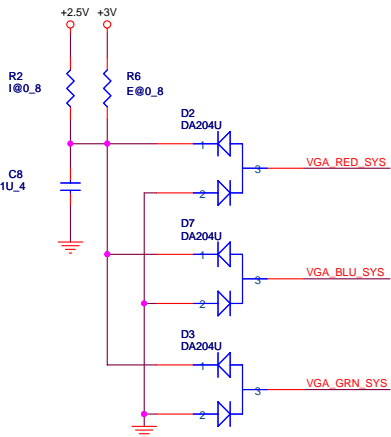 +2.5V +3V
R2
I@0_8
R6
E@0_8
D2
DA204U
1
3
VGA_RED_SYS
2
C8
1U_4
D7
DA204U
1
3
VGA_BLU_SYS
2
D3
DA204U
1
3
VGA_GRN_SYS
2